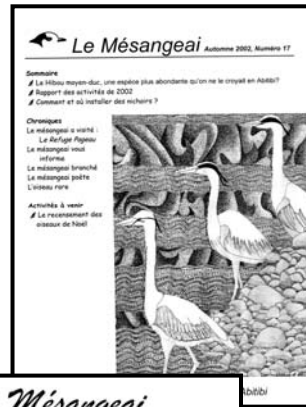 Le Mésangeai Automne 2002, Numéro 17
Sommaire
Le Hibou moyen-duc, une espèce plus abondante qu'on ne le croyait en Abitibi?
Rapport des activités de 2002
Comment et où installer des nichoirs ?
Chroniques
Le mésangeai a visité :
Le Refuge Pageau
Le mésangeai vous
informe
Le mésangeai branché
Le mésangeai poète
L'oiseau rare
Activités à venir
Le recensement des
oiseaux de Noël
Abitibi
Mésangeai